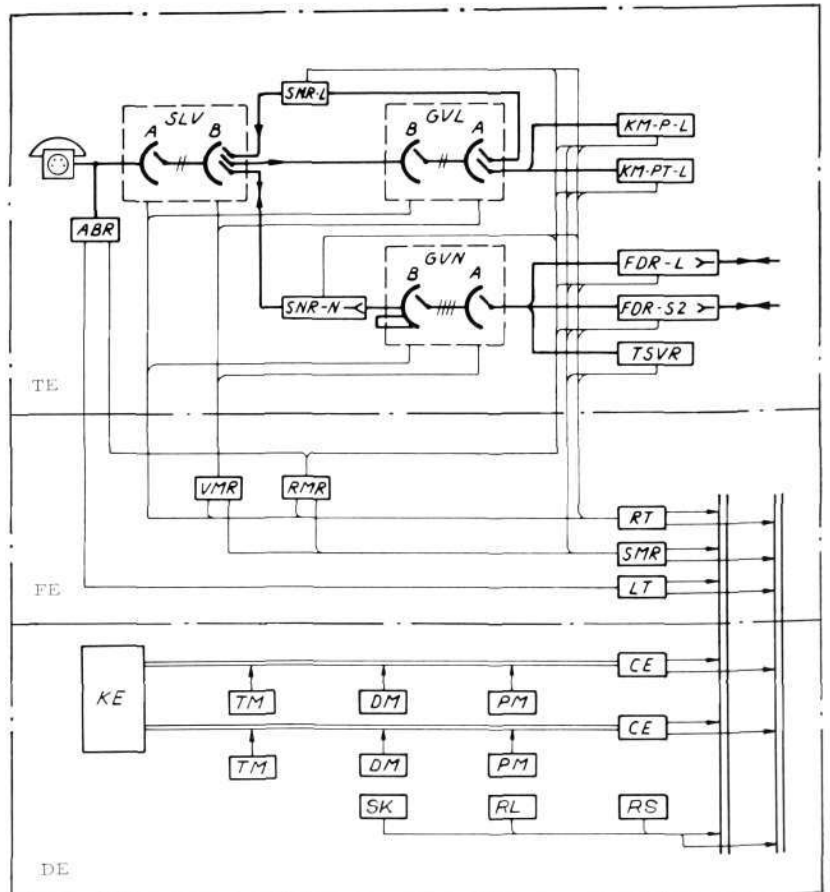 SMR-L
SLV
GVL
A B
B A
KM-P-L
KM-PT-L
ABR
GVN
B A
FDR-L
SNR-N
FDR-S2
TSVR
TE
VMR RMR
RT
SMR
LT
FE
KE
CE
TM DM PM
CE
TM DM PM
SK RL RS
DE